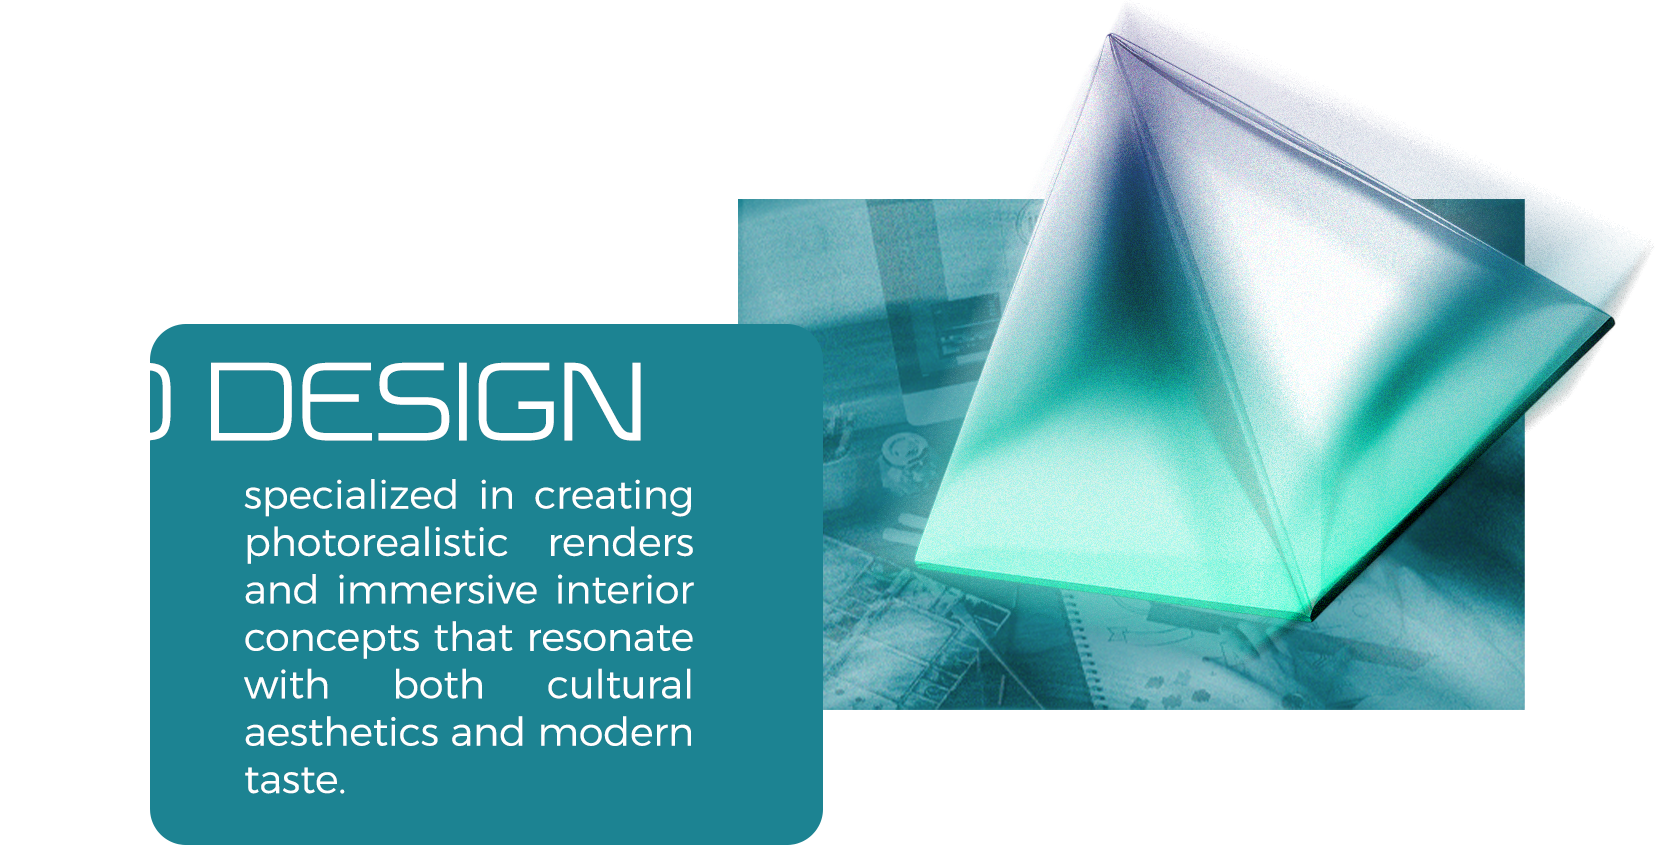 D DESIGN
specialized in creating
photorealistic renders
and immersive interior
concepts that resonate
with both cultural
aesthetics and modern
taste.